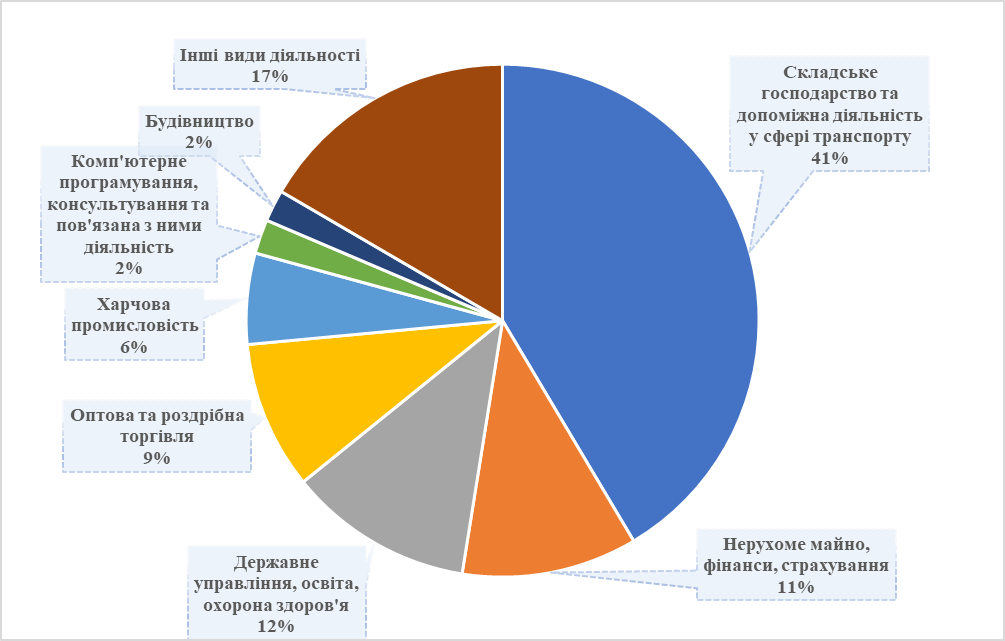 Інші види діяльності
17%
Складське
господарство та
допоміжна діяльність
у сфері транспорту
41%
Будівництво
2%
Комп'ютерне
програмування,
консультування та
пов'язана з ними
діяльність
2%
Харчова
промисловість
6%
Оптова та роздрібна
торгівля
9%
Державне
управління, освіта,
охорона здоров'я
12%
Нерухоме майно,
фінанси, страхування
11%